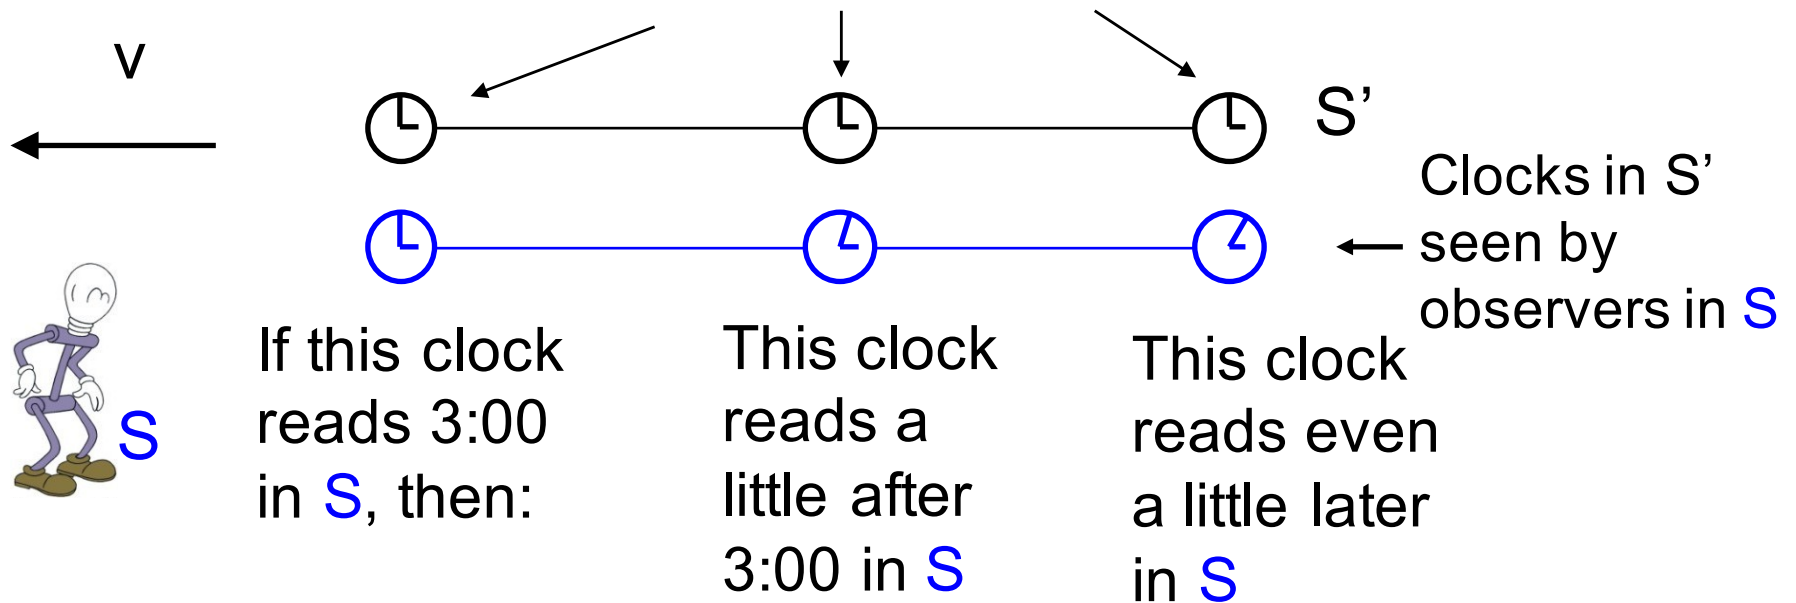 v
S’
Clocks in S’
seen by
observers in S
S
If this clock
reads 3:00
in S, then:
This clock
reads a
little after
3:00 in S
This clock
reads even
a little later
in S